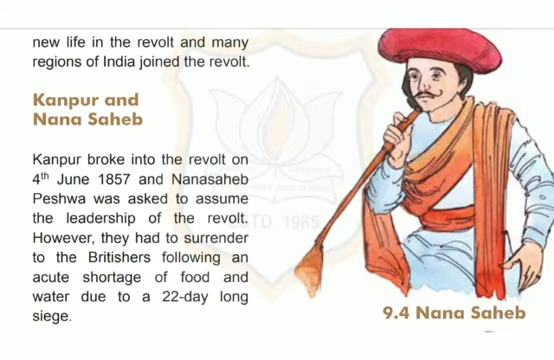 new life in the revolt and many
regions of India joined the revolt.
Kanpur and
Nana Saheb
Kanpur broke into the revolt on
4th June 1857 and Nanasaheb
Peshwa was asked to assume
the leadership of the revolt.
However, they had to surrender
to the Britishers following an
acute shortage of food and
water due to a 22-day long
siege.
ESTD. 1985
9.4 Nana Saheb